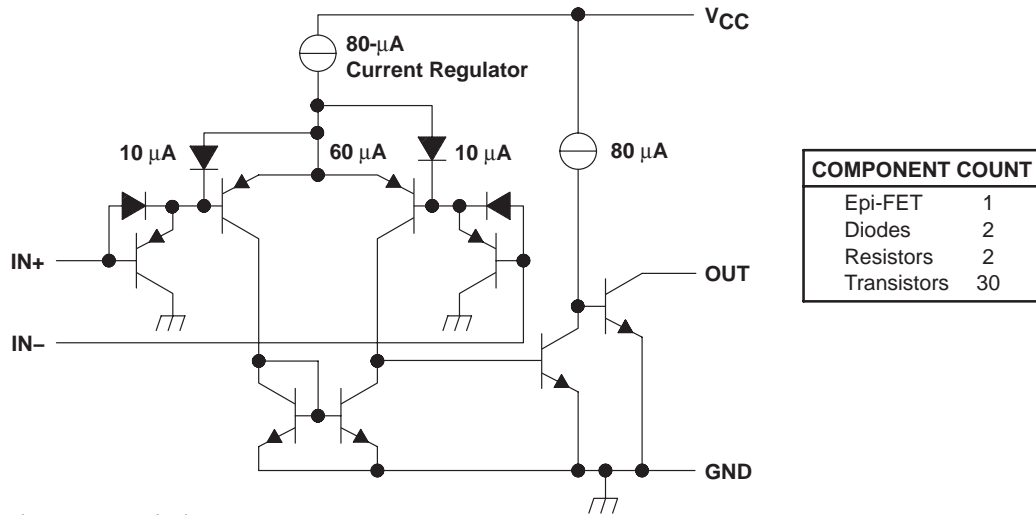 VCC
80-µA
Current Regulator
10 µA
60 µA
10 µA
80 µA
IN+
OUT
IN−
GND
COMPONENT COUNT
Epi-FET 1
Diodes 2
Resistors 2
Transistors 30